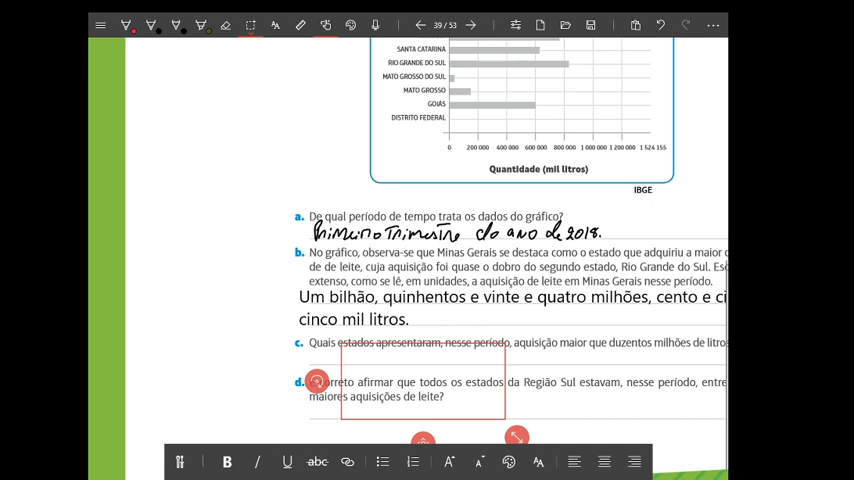 39 / 53
SANTA CATARINA
RIO GRANDE DO SUL
MATO GROSSO DO SUL
MATO GROSSO
GOIÁS
DISTRITO FEDERAL
0 200 000 400 000 600 000 800 000 1 000 000 1 200 000 1 524 155
Quantidade (mil litros)
IBGE
a. De qual período de tempo trata os dados do gráfico?
Primeiro Trimestre do ano de 2018.
b. No gráfico, observa-se que Minas Gerais se destaca como o estado que adquiriu a maior
de de leite, cuja aquisição foi quase o dobro do segundo estado, Rio Grande do Sul.
extenso, como se lê, em unidades, a aquisição de leite em Minas Gerais nesse período.
Um bilhão, quinhentos e vinte e quatro milhões, cento e ci
cinco mil litros.
c. Quais estados apresentaram, nesse período, aquisição maior que duzentos milhões de litro
d. correto afirmar que todos os estados da Região Sul estavam, nesse período, entre
maiores aquisições de leite?
B / U abc